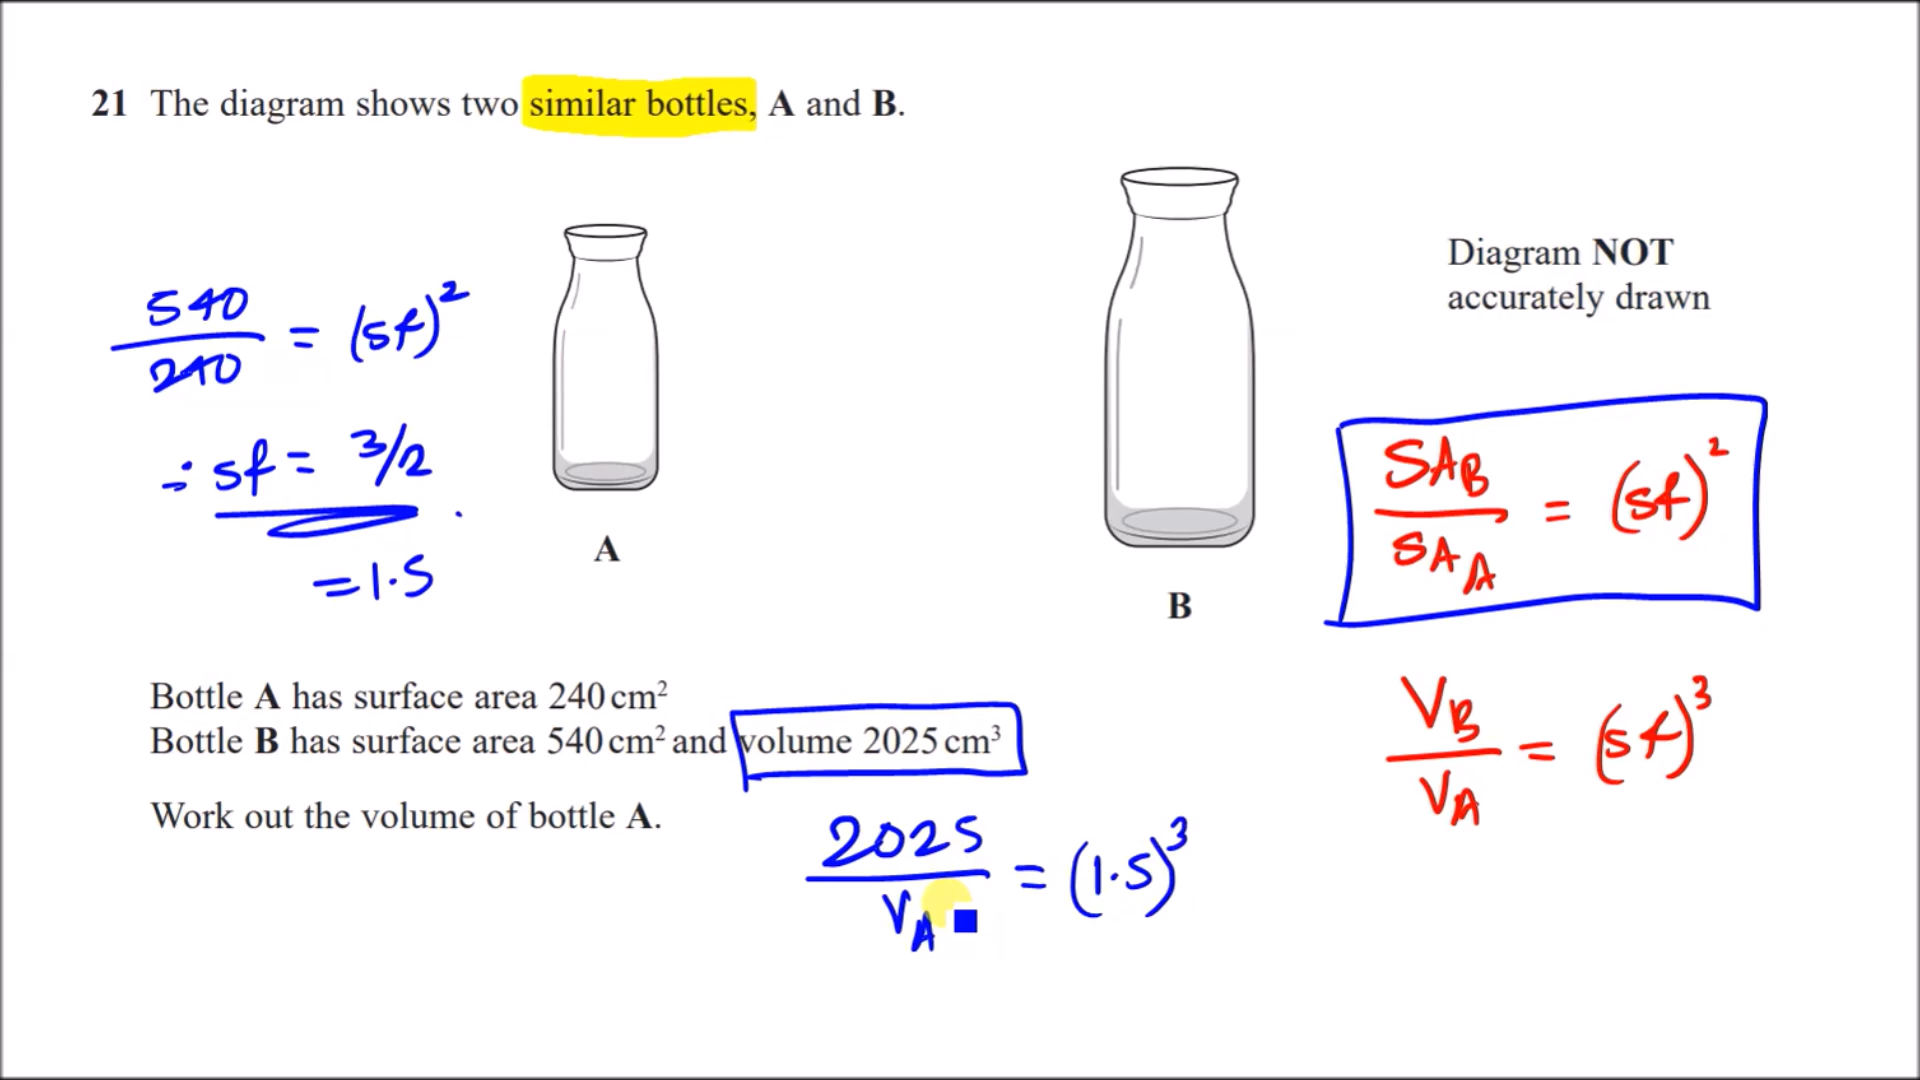 21 The diagram shows two similar bottles, A and B.
Diagram NOT
accurately drawn
540
240
= (sf)²
∴ sf = 3/2
= 1.5
A
B
SA_B
SA_A
= (sf)²
V_B
V_A
= (sf)³
Bottle A has surface area 240 cm²
Bottle B has surface area 540 cm² and volume 2025 cm³
Work out the volume of bottle A.
2025
V_A
= (1.5)³